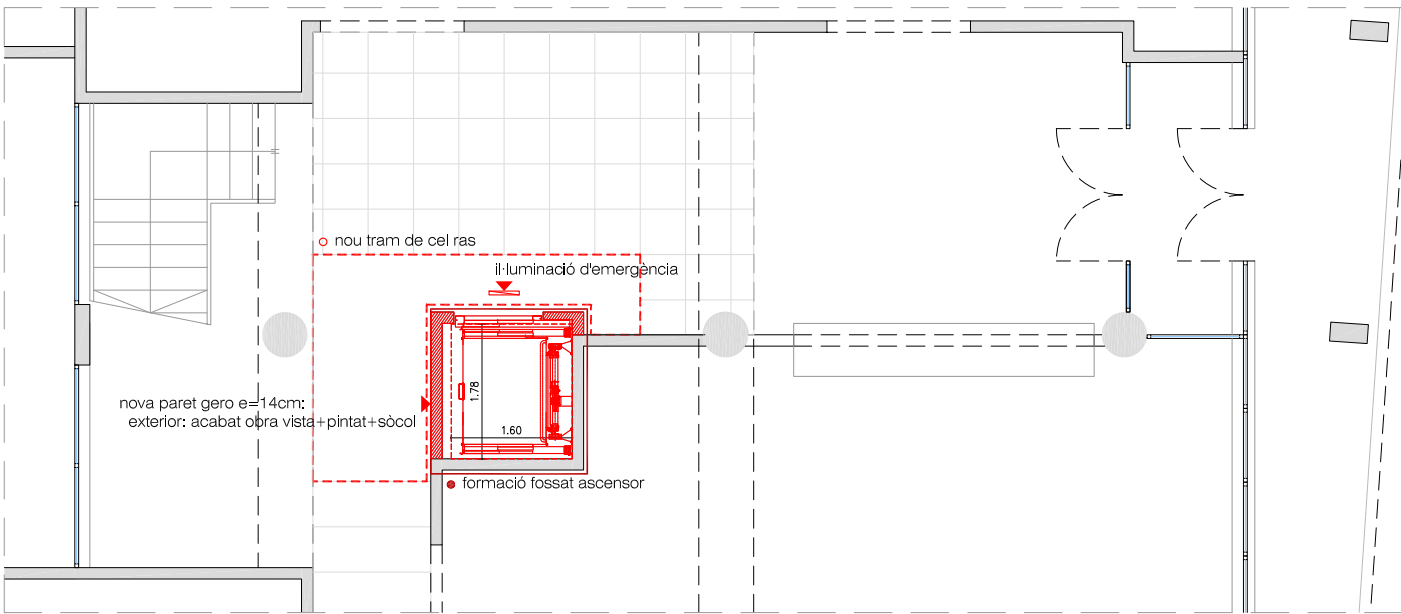 nou tram de cel ras
il·luminació d'emergència
1.78
nova paret gero e=14cm:
exterior: acabat obra vista+pintat+sòcol
1.60
formació fossat ascensor